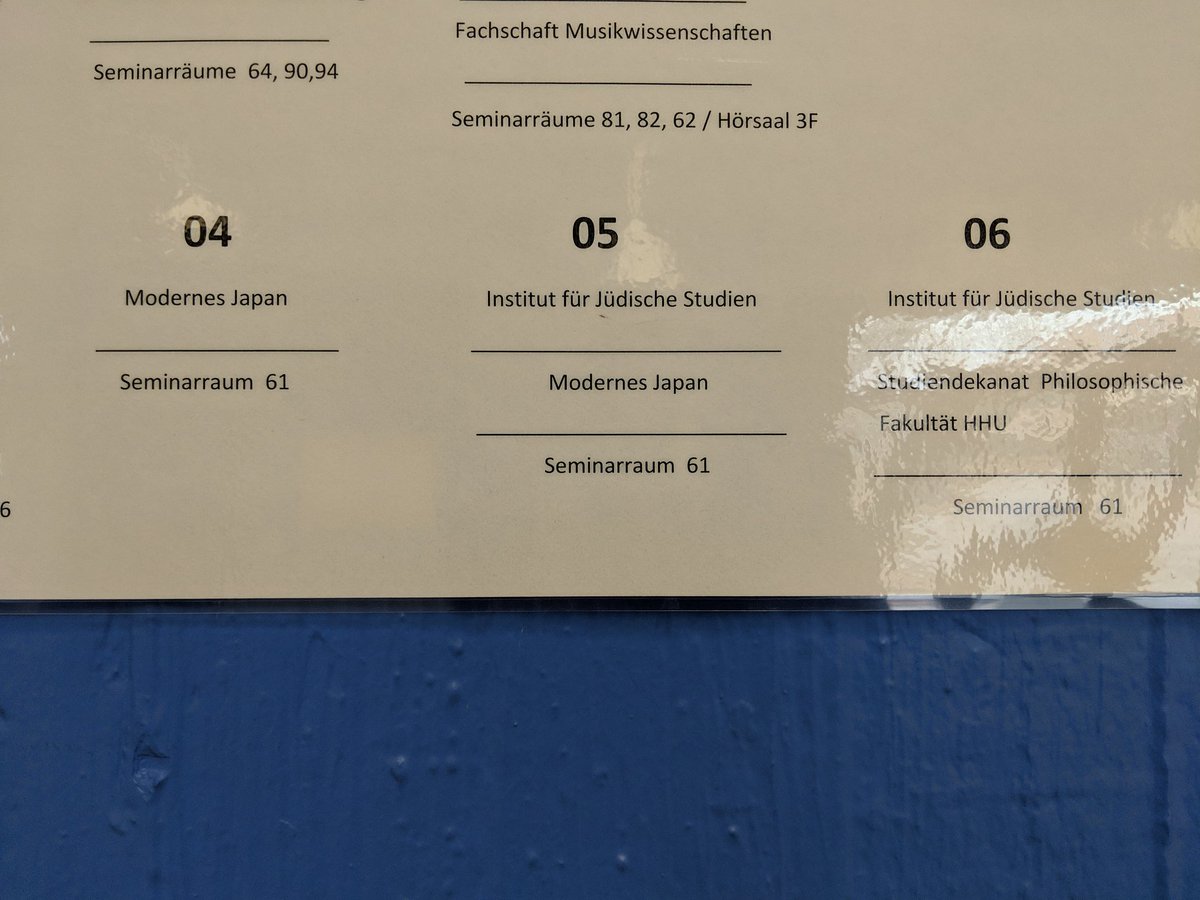 Seminarräume 64, 90,94
Fachschaft Musikwissenschaften
Seminarräume 81, 82, 62 / Hörsaal 3F
6
04
Modernes Japan
Seminarraum 61
05
Institut für Jüdische Studien
Modernes Japan
Seminarraum 61
06
Institut für Jüdische Studien
Studiendekanat Philosophische
Fakultät HHU
Seminarraum 61